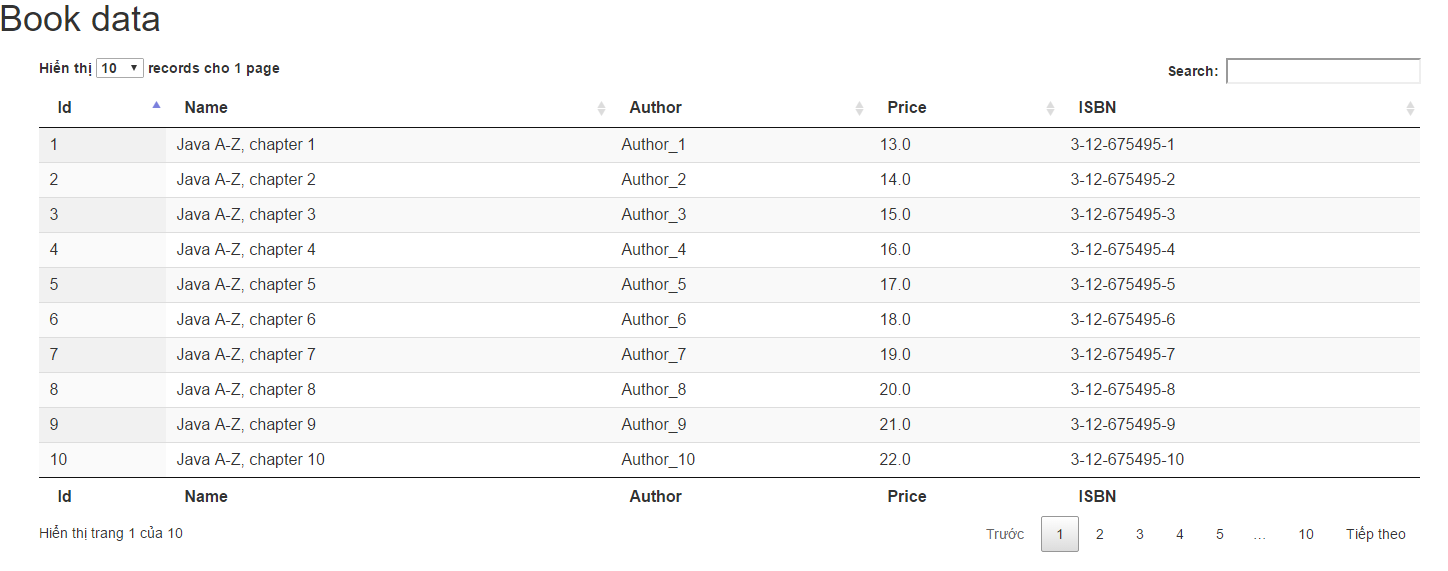 Book data
Hiển thị 10 records cho 1 page Search:
Id Name Author Price ISBN
1 Java A-Z, chapter 1 Author_1 13.0 3-12-675495-1
2 Java A-Z, chapter 2 Author_2 14.0 3-12-675495-2
3 Java A-Z, chapter 3 Author_3 15.0 3-12-675495-3
4 Java A-Z, chapter 4 Author_4 16.0 3-12-675495-4
5 Java A-Z, chapter 5 Author_5 17.0 3-12-675495-5
6 Java A-Z, chapter 6 Author_6 18.0 3-12-675495-6
7 Java A-Z, chapter 7 Author_7 19.0 3-12-675495-7
8 Java A-Z, chapter 8 Author_8 20.0 3-12-675495-8
9 Java A-Z, chapter 9 Author_9 21.0 3-12-675495-9
10 Java A-Z, chapter 10 Author_10 22.0 3-12-675495-10
Id Name Author Price ISBN
Hiển thị trang 1 của 10 Trước 1 2 3 4 5 … 10 Tiếp theo